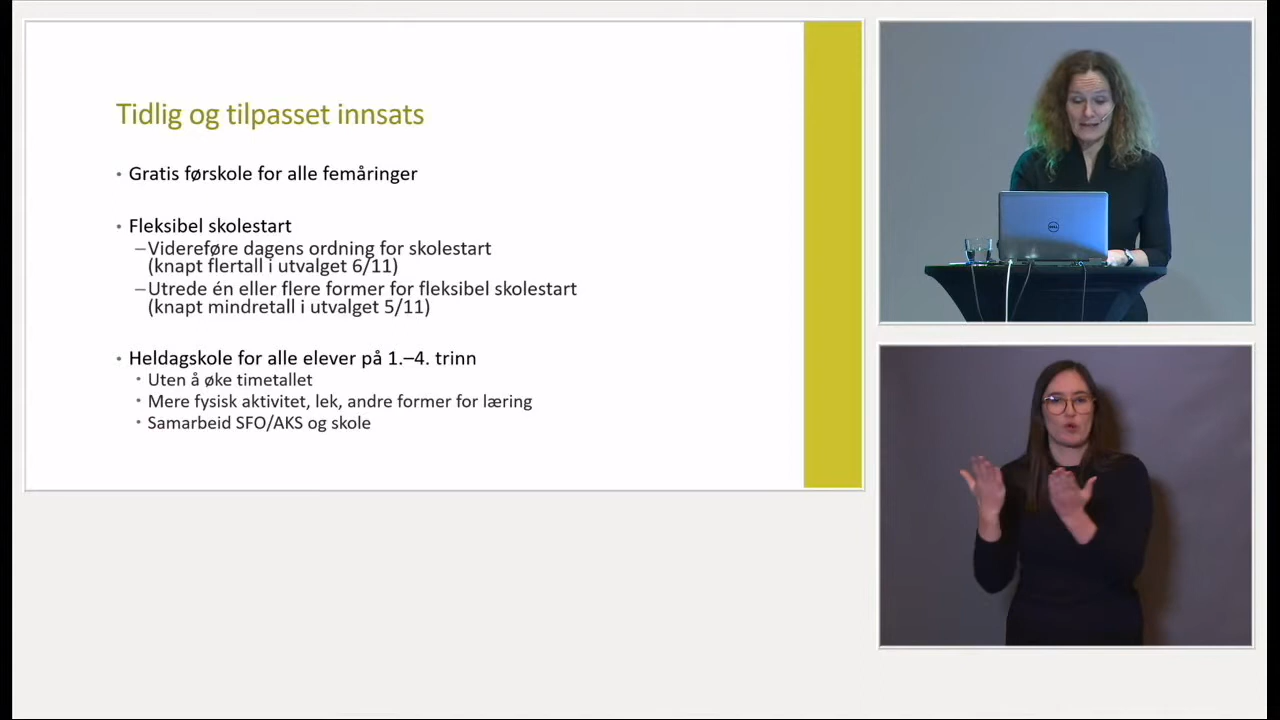 Tidlig og tilpasset innsats
• Gratis førskole for alle femåringer
• Fleksibel skolestart
–Videreføre dagens ordning for skolestart
(knapt flertall i utvalget 6/11)
–Utrede én eller flere former for fleksibel skolestart
(knapt mindretall i utvalget 5/11)
• Heldagskole for alle elever på 1.–4. trinn
• Uten å øke timetallet
• Mere fysisk aktivitet, lek, andre former for læring
• Samarbeid SFO/AKS og skole
DELL